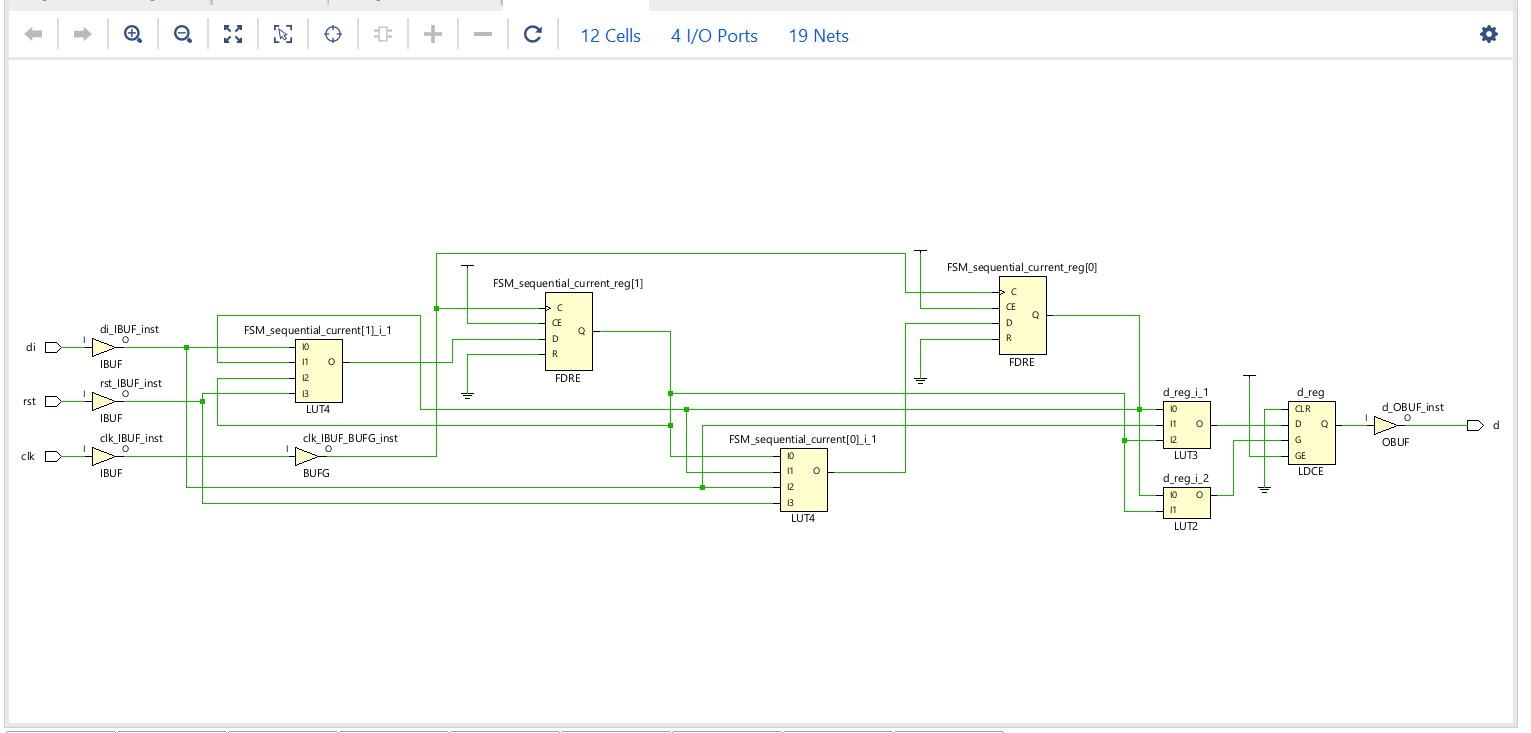 12 Cells 4 I/O Ports 19 Nets
FSM_sequential_current_reg[0]
C
CE
D
R
Q
FDRE
FSM_sequential_current_reg[1]
C
CE
D
R
Q
FDRE
di
I
di_IBUF_inst
O
IBUF
FSM_sequential_current[1]_i_1
I0
I1
I2
I3
O
LUT4
rst
I
rst_IBUF_inst
O
IBUF
clk
I
clk_IBUF_inst
O
IBUF
I
clk_IBUF_BUFG_inst
O
BUFG
FSM_sequential_current[0]_i_1
I0
I1
I2
I3
O
LUT4
d_reg_i_1
I0
I1
I2
O
LUT3
d_reg_i_2
I0
I1
O
LUT2
d_reg
CLR
D
G
GE
Q
LDCE
I
d_OBUF_inst
O
OBUF
d